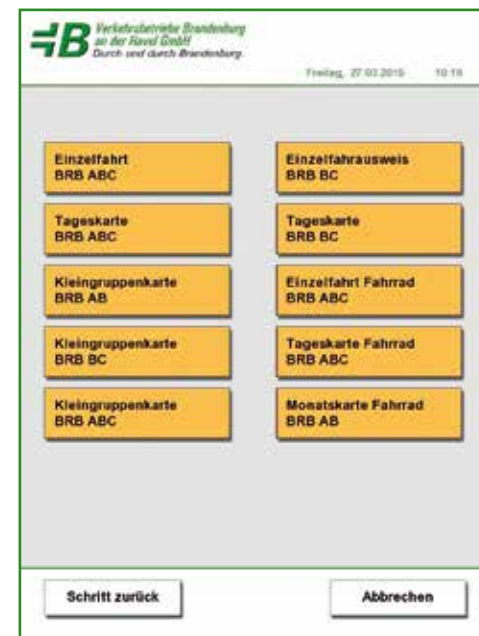 Verkehrsbetriebe Brandenburg
an der Havel GmbH
Durch und durch Brandenburg.
Freitag, 27.03.2015 10:15
Einzelfahrt
BRB ABC
Einzelfahrausweis
BRB BC
Tageskarte
BRB ABC
Tageskarte
BRB BC
Kleingruppenkarte
BRB AB
Einzelfahrt Fahrrad
BRB ABC
Kleingruppenkarte
BRB BC
Tageskarte Fahrrad
BRB ABC
Kleingruppenkarte
BRB ABC
Monatskarte Fahrrad
BRB AB
Schritt zurück
Abbrechen